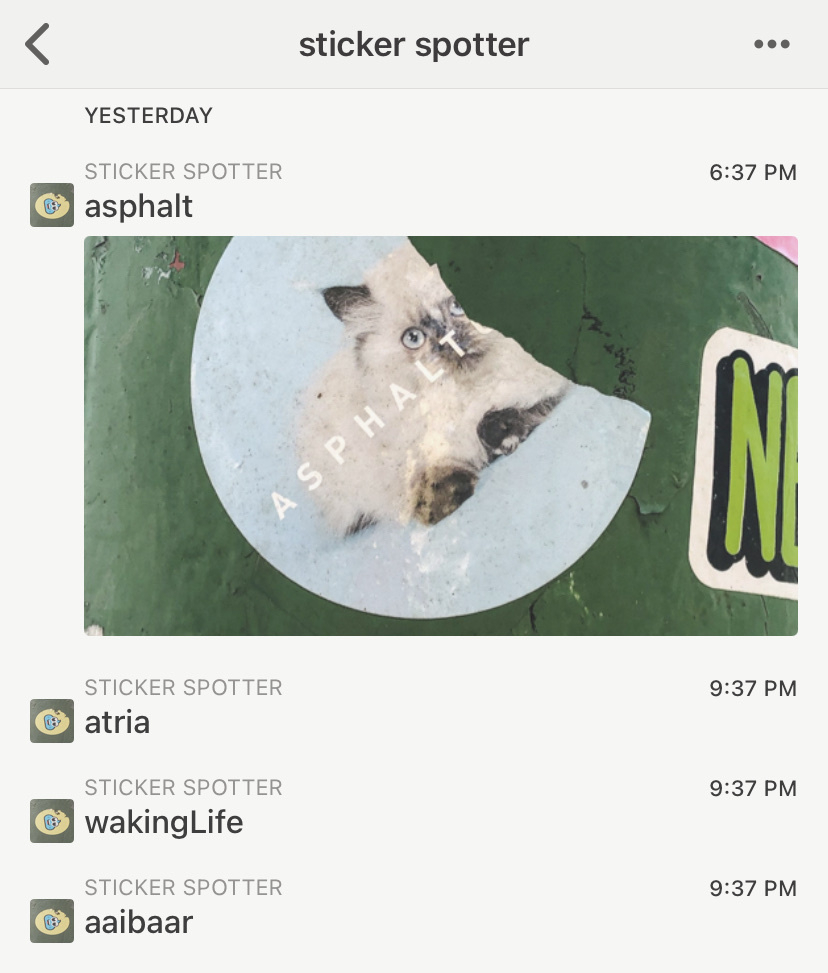 sticker spotter
YESTERDAY
STICKER SPOTTER 6:37 PM
asphalt
ASPHALT
NE
STICKER SPOTTER 9:37 PM
atria
STICKER SPOTTER 9:37 PM
wakingLife
STICKER SPOTTER 9:37 PM
aaibaar